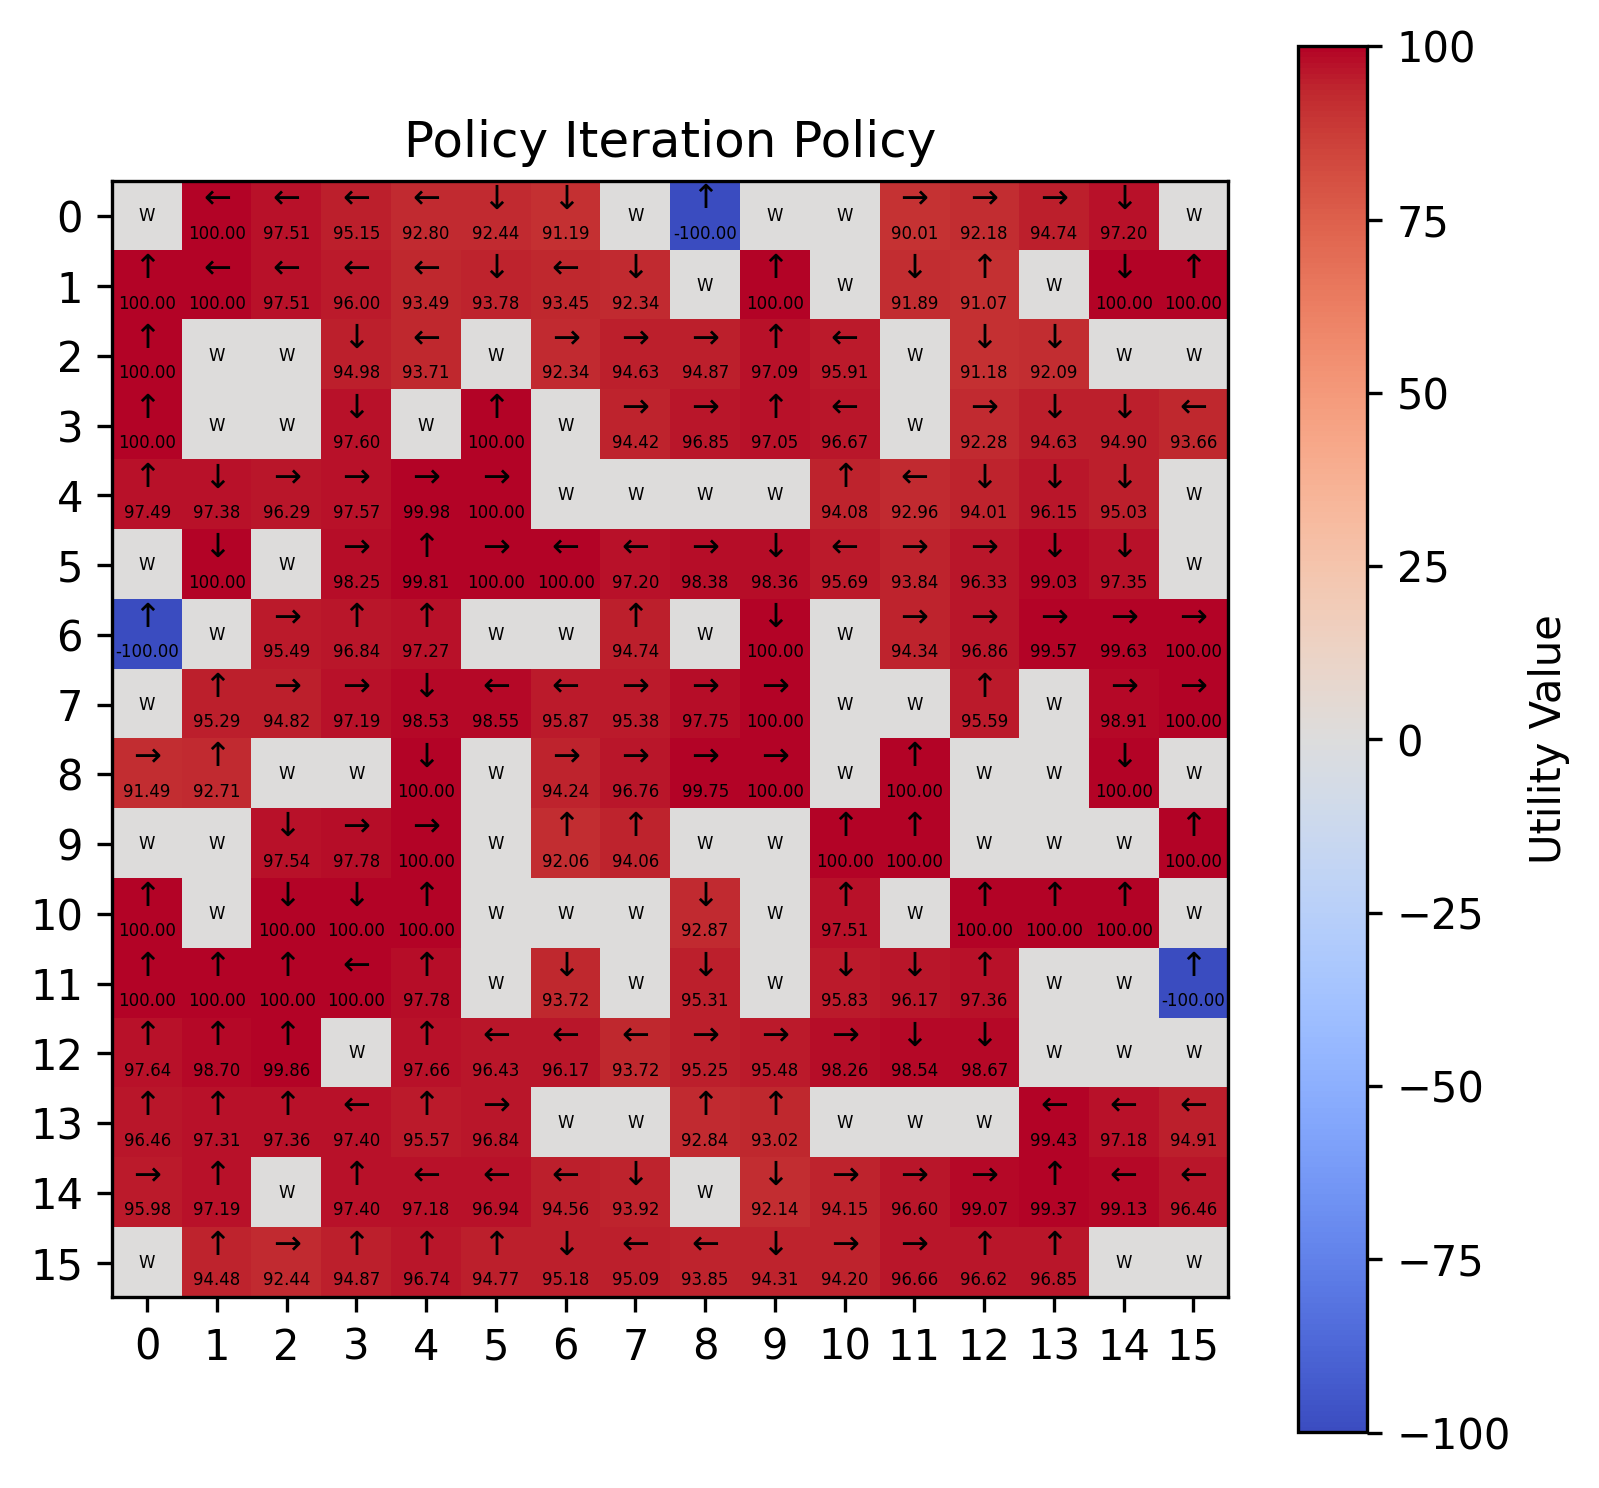 Policy Iteration Policy
0 W ← ← ← ← ↓ ↓ W ↑ W W → → → ↓ W
100.00 97.51 95.15 92.80 92.44 91.19 -100.00 90.01 92.18 94.74 97.20
1 ↑ ← ← ← ← ↓ ← ↓ W ↑ W ↓ ↑ W ↓ ↑
100.00 100.00 97.51 96.00 93.49 93.78 93.45 92.34 100.00 91.89 91.07 100.00 100.00
2 ↑ W W ↓ ← W → → → ↑ ← W ↓ ↓ W W
100.00 94.98 93.71 92.34 94.63 94.87 97.09 95.91 91.18 92.09
3 ↑ W W ↓ W ↑ W → → ↑ ← W → ↓ ↓ ←
100.00 97.60 100.00 94.42 96.85 97.05 96.67 92.28 94.63 94.90 93.66
4 ↑ ↓ → → → → W W W W ↑ ← ↓ ↓ ↓ W
97.49 97.38 96.29 97.57 99.98 100.00 94.08 92.96 94.01 96.15 95.03
5 W ↓ W → ↑ → ← ← → ↓ ← → → ↓ ↓ W
100.00 98.25 99.81 100.00 100.00 97.20 98.38 98.36 95.69 93.84 96.33 99.03 97.35
6 ↑ W → ↑ ↑ W W ↑ W ↓ W → → → → →
-100.00 95.49 96.84 97.27 94.74 100.00 94.34 96.86 99.57 99.63 100.00
7 W ↑ → → ↓ ← ← → → → W W ↑ W → →
95.29 94.82 97.19 98.53 98.55 95.87 95.38 97.75 100.00 95.59 98.91 100.00
8 → ↑ W W ↓ W → → → → W ↑ W W ↓ W
91.49 92.71 100.00 94.24 96.76 99.75 100.00 100.00 100.00
9 W W ↓ → → W ↑ ↑ W W ↑ ↑ W W W ↑
97.54 97.78 100.00 92.06 94.06 100.00 100.00 100.00
10 ↑ W ↓ ↓ ↑ W W W ↓ W ↑ W ↑ ↑ ↑ W
100.00 100.00 100.00 100.00 92.87 97.51 100.00 100.00 100.00
11 ↑ ↑ ↑ ← ↑ W ↓ W ↓ W ↓ ↓ ↑ W W ↑
100.00 100.00 100.00 100.00 97.78 93.72 95.31 95.83 96.17 97.36 -100.00
12 ↑ ↑ ↑ W ↑ ← ← ← → → → ↓ ↓ W W W
97.64 98.70 99.86 97.66 96.43 96.17 93.72 95.25 95.48 98.26 98.54 98.67
13 ↑ ↑ ↑ ← ↑ → W W ↑ ↑ W W W ← ← ←
96.46 97.31 97.36 97.40 95.57 96.84 92.84 93.02 99.43 97.18 94.91
14 → ↑ W ↑ ← ← ← ↓ W ↓ → → → ↑ ← ←
95.98 97.19 97.40 97.18 96.94 94.56 93.92 92.14 94.15 96.60 99.07 99.37 99.13 96.46
15 W ↑ → ↑ ↑ ↑ ↓ ← ← ↓ → → ↑ ↑ W W
94.48 92.44 94.87 96.74 94.77 95.18 95.09 93.85 94.31 94.20 96.66 96.62 96.85
0 1 2 3 4 5 6 7 8 9 10 11 12 13 14 15
100
75
50
25
0
−25
−50
−75
−100
Utility Value